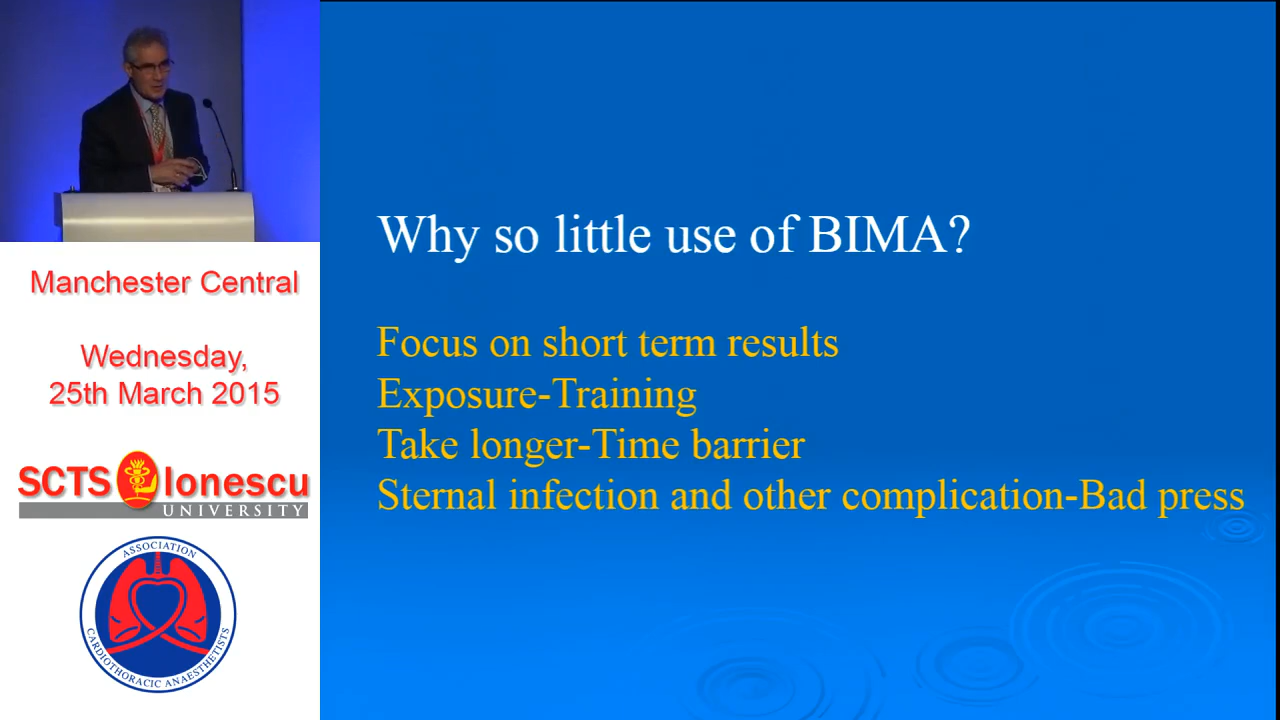 Manchester Central
Wednesday,
25th March 2015
SCTS Ionescu
UNIVERSITY
ASSOCIATION
CARDIOTHORACIC ANAESTHETISTS
Why so little use of BIMA?
Focus on short term results
Exposure-Training
Take longer-Time barrier
Sternal infection and other complication-Bad press